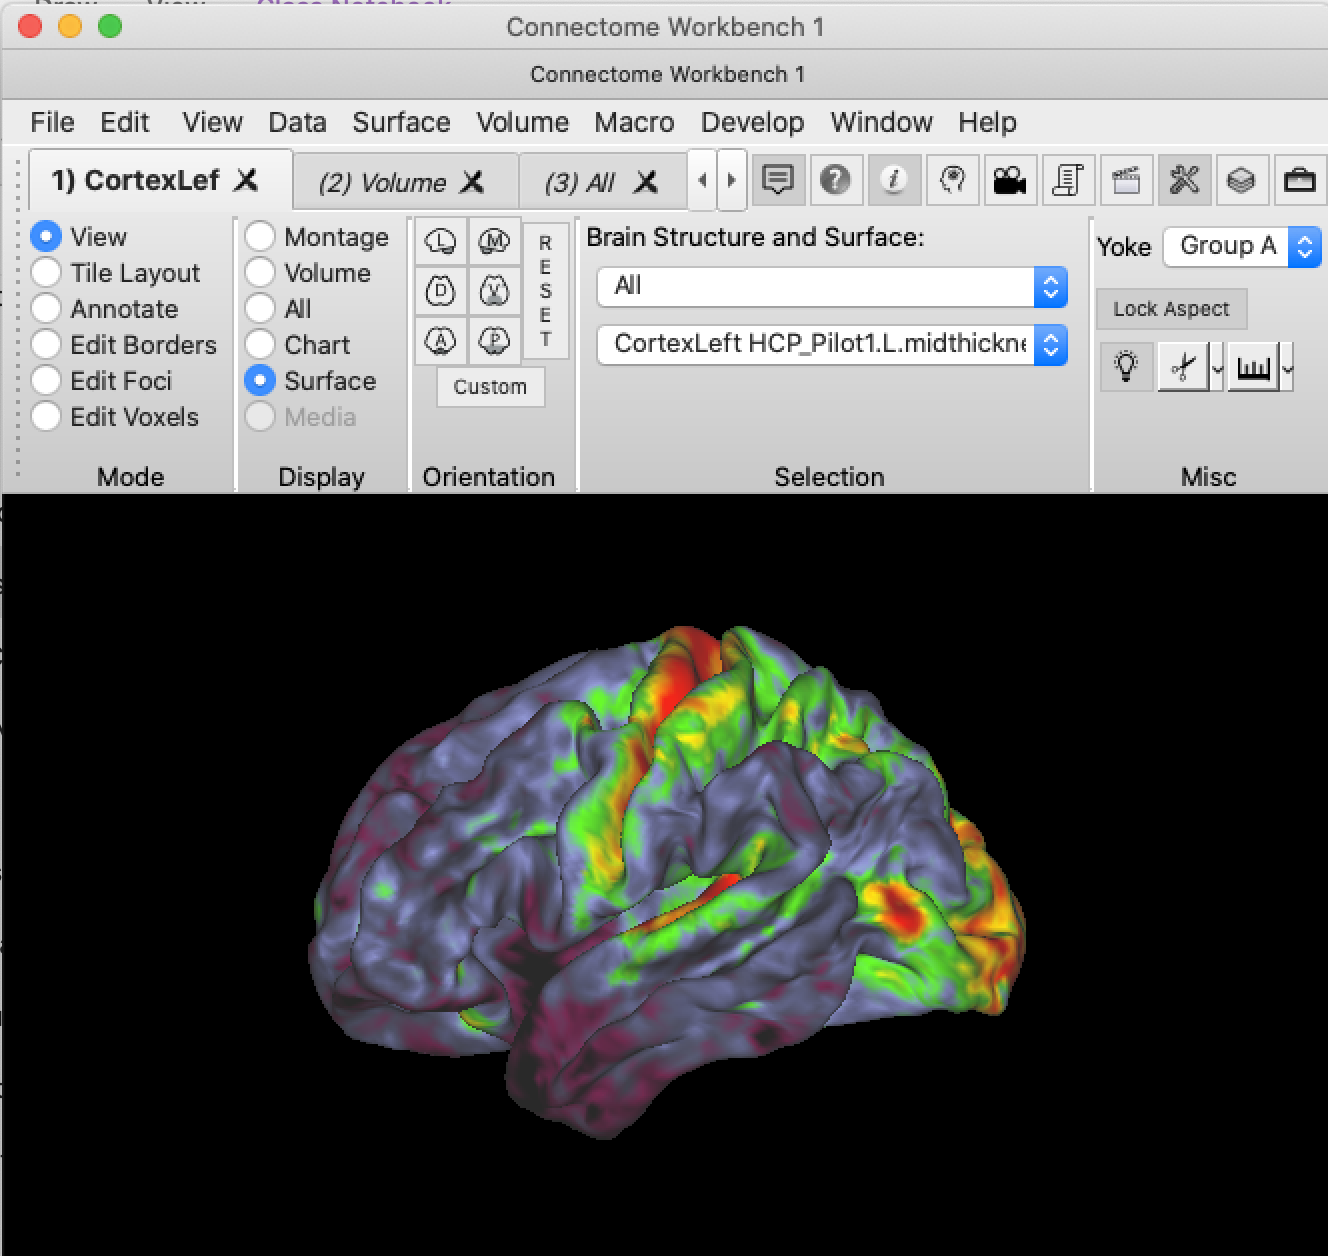 Connectome Workbench 1
Connectome Workbench 1
File Edit View Data Surface Volume Macro Develop Window Help
1) CortexLef (2) Volume (3) All
View
Tile Layout
Annotate
Edit Borders
Edit Foci
Edit Voxels
Mode
Montage
Volume
All
Chart
Surface
Media
Display
L M
D V
A P
RESET
Custom
Orientation
Brain Structure and Surface:
All
CortexLeft HCP_Pilot1.L.midthickne
Selection
Yoke Group A
Lock Aspect
Misc